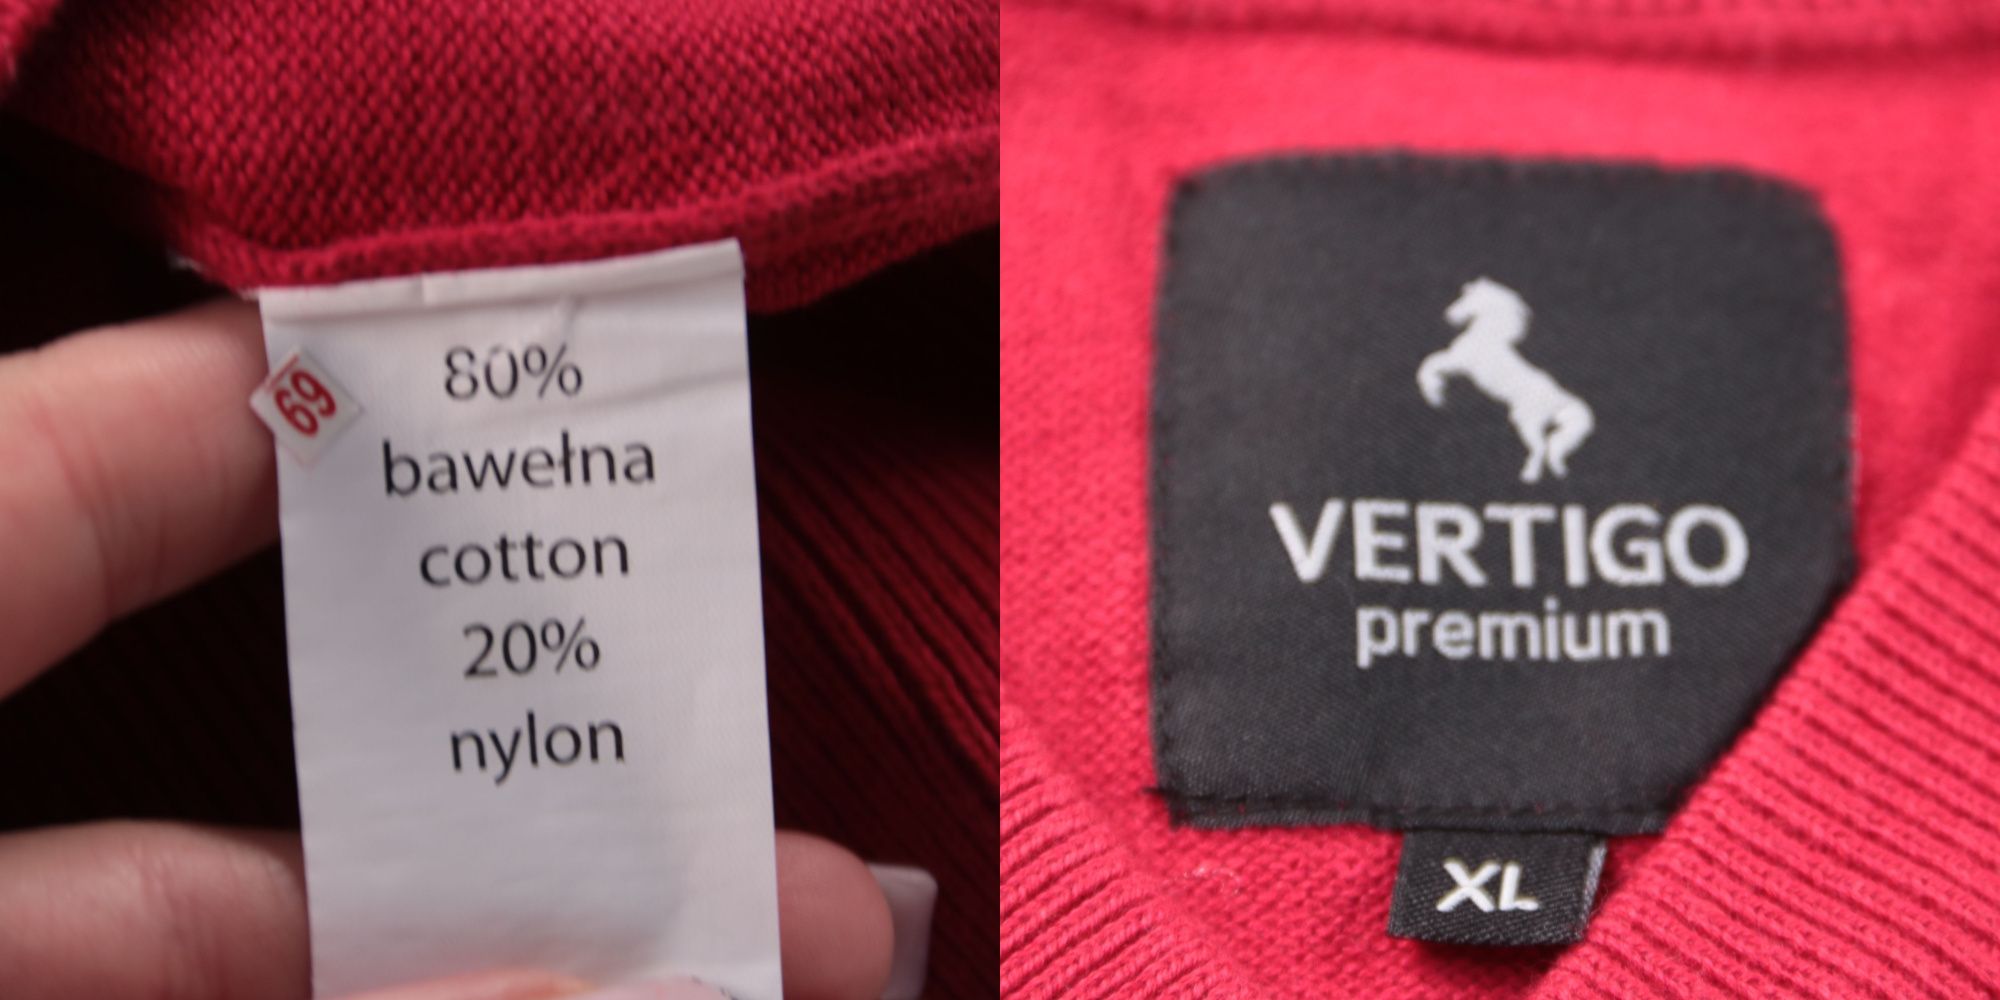 69
80%
bawełna
cotton
20%
nylon
VERTIGO
premium
XL